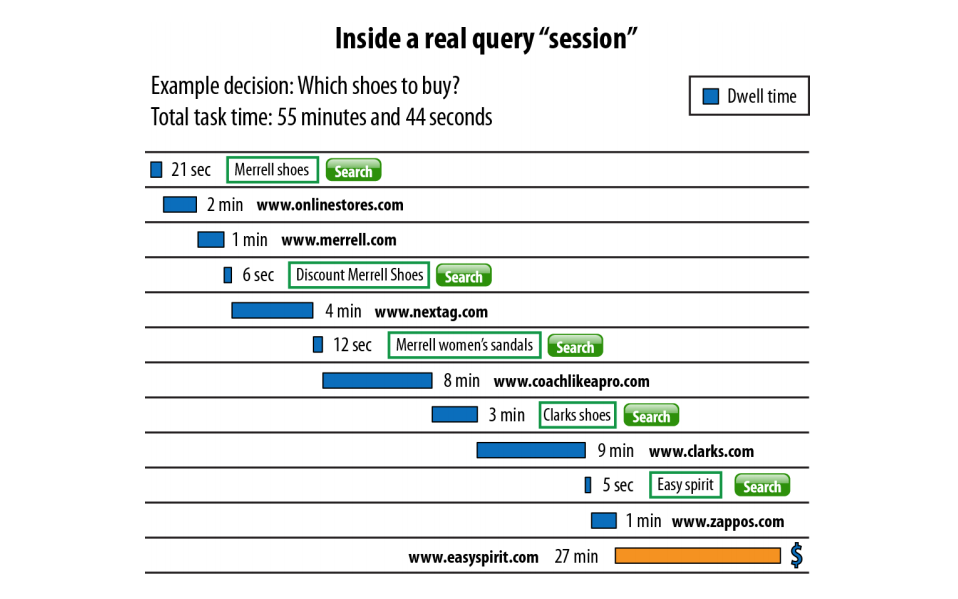 Inside a real query “session”
Example decision: Which shoes to buy?
Total task time: 55 minutes and 44 seconds
Dwell time
21 sec Merrell shoes Search
2 min www.onlinestores.com
1 min www.merrell.com
6 sec Discount Merrell Shoes Search
4 min www.nextag.com
12 sec Merrell women’s sandals Search
8 min www.coachlikeapro.com
3 min Clarks shoes Search
9 min www.clarks.com
5 sec Easy spirit Search
1 min www.zappos.com
www.easyspirit.com 27 min $